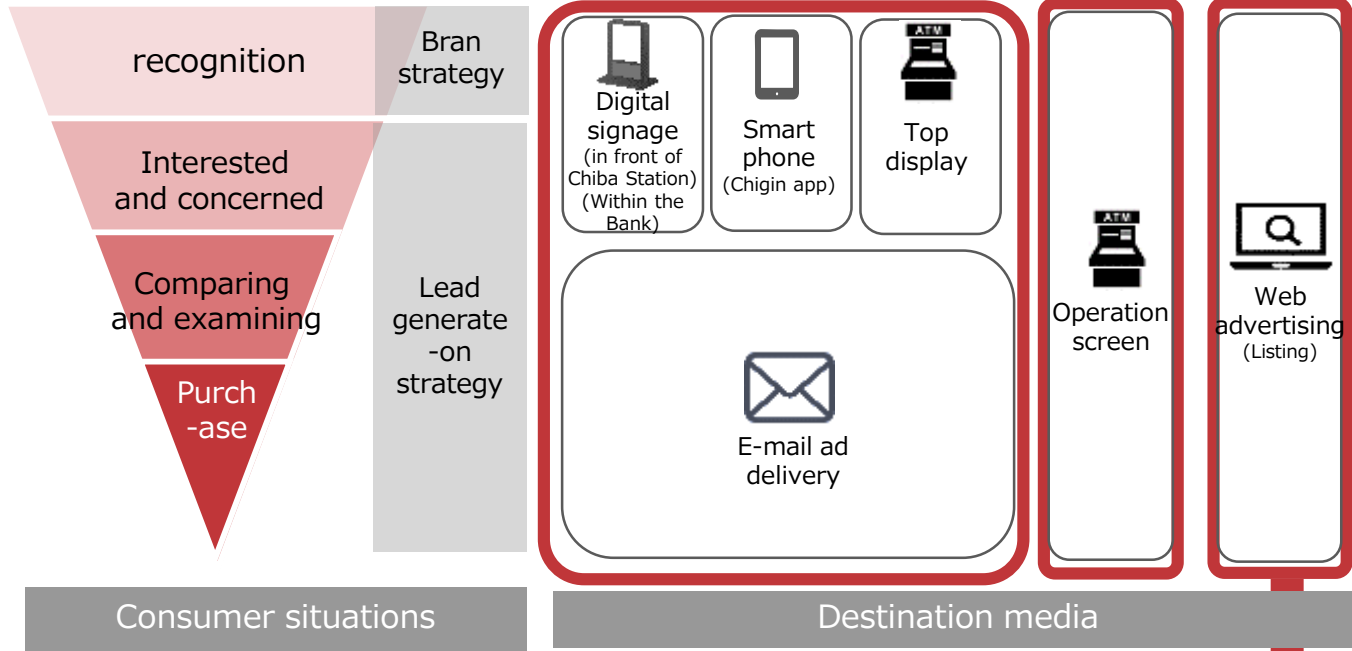 recognition
Interested
and concerned
Comparing
and examining
Purch
-ase
Bran
strategy
Lead
generate
-on
strategy
Consumer situations
Digital
signage
(in front of
Chiba Station)
(Within the
Bank)
Smart
phone
(Chigin app)
ATM
Top
display
E-mail ad
delivery
ATM
Operation
screen
Web
advertising
(Listing)
Destination media